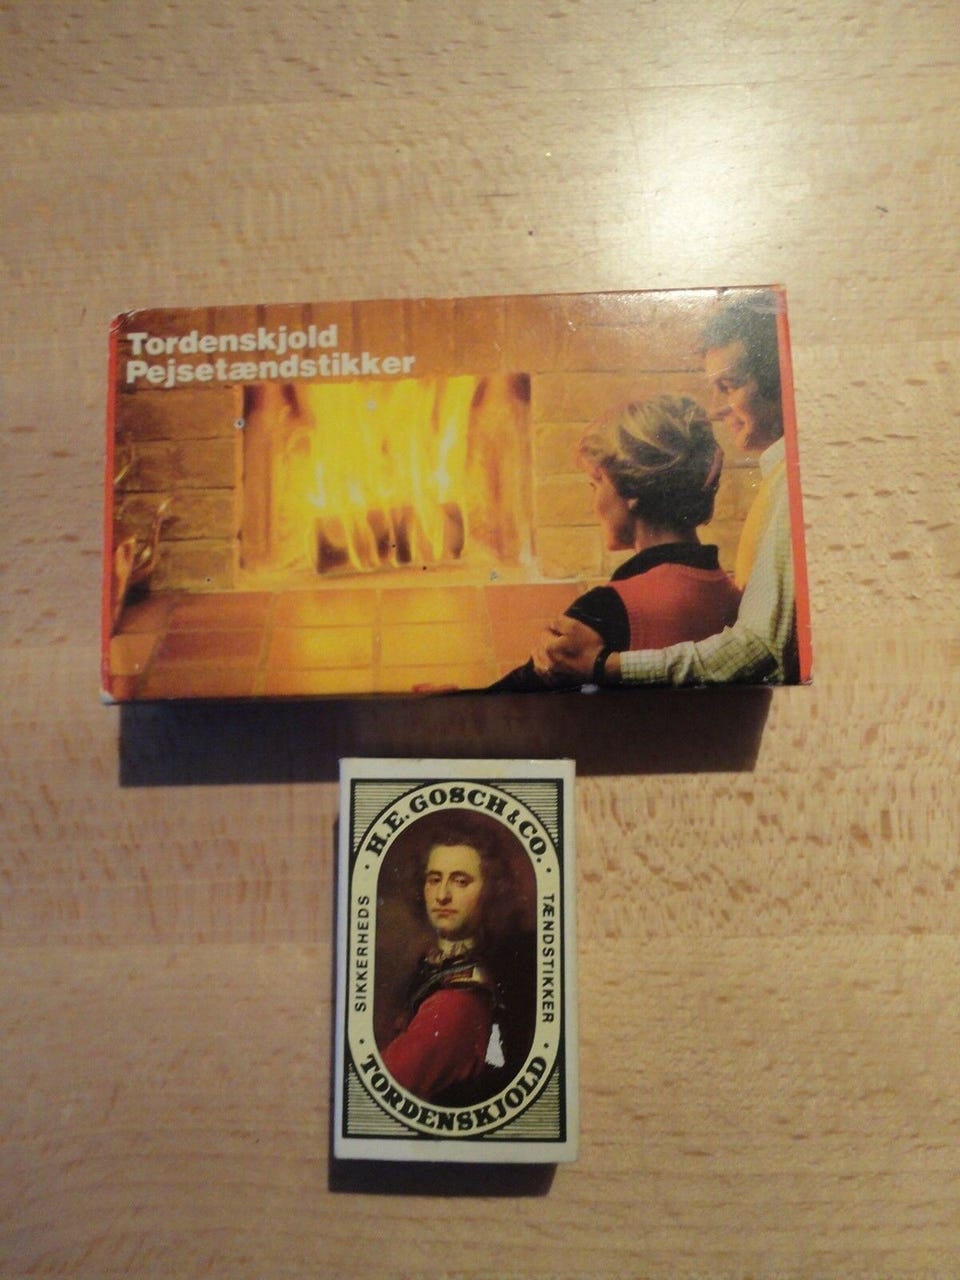 Tordenskjold
Pejsetændstikker
H.E. GOSCH & CO.
SIKKERHEDS
TÆNDSTIKKER
TORDENSKJOLD